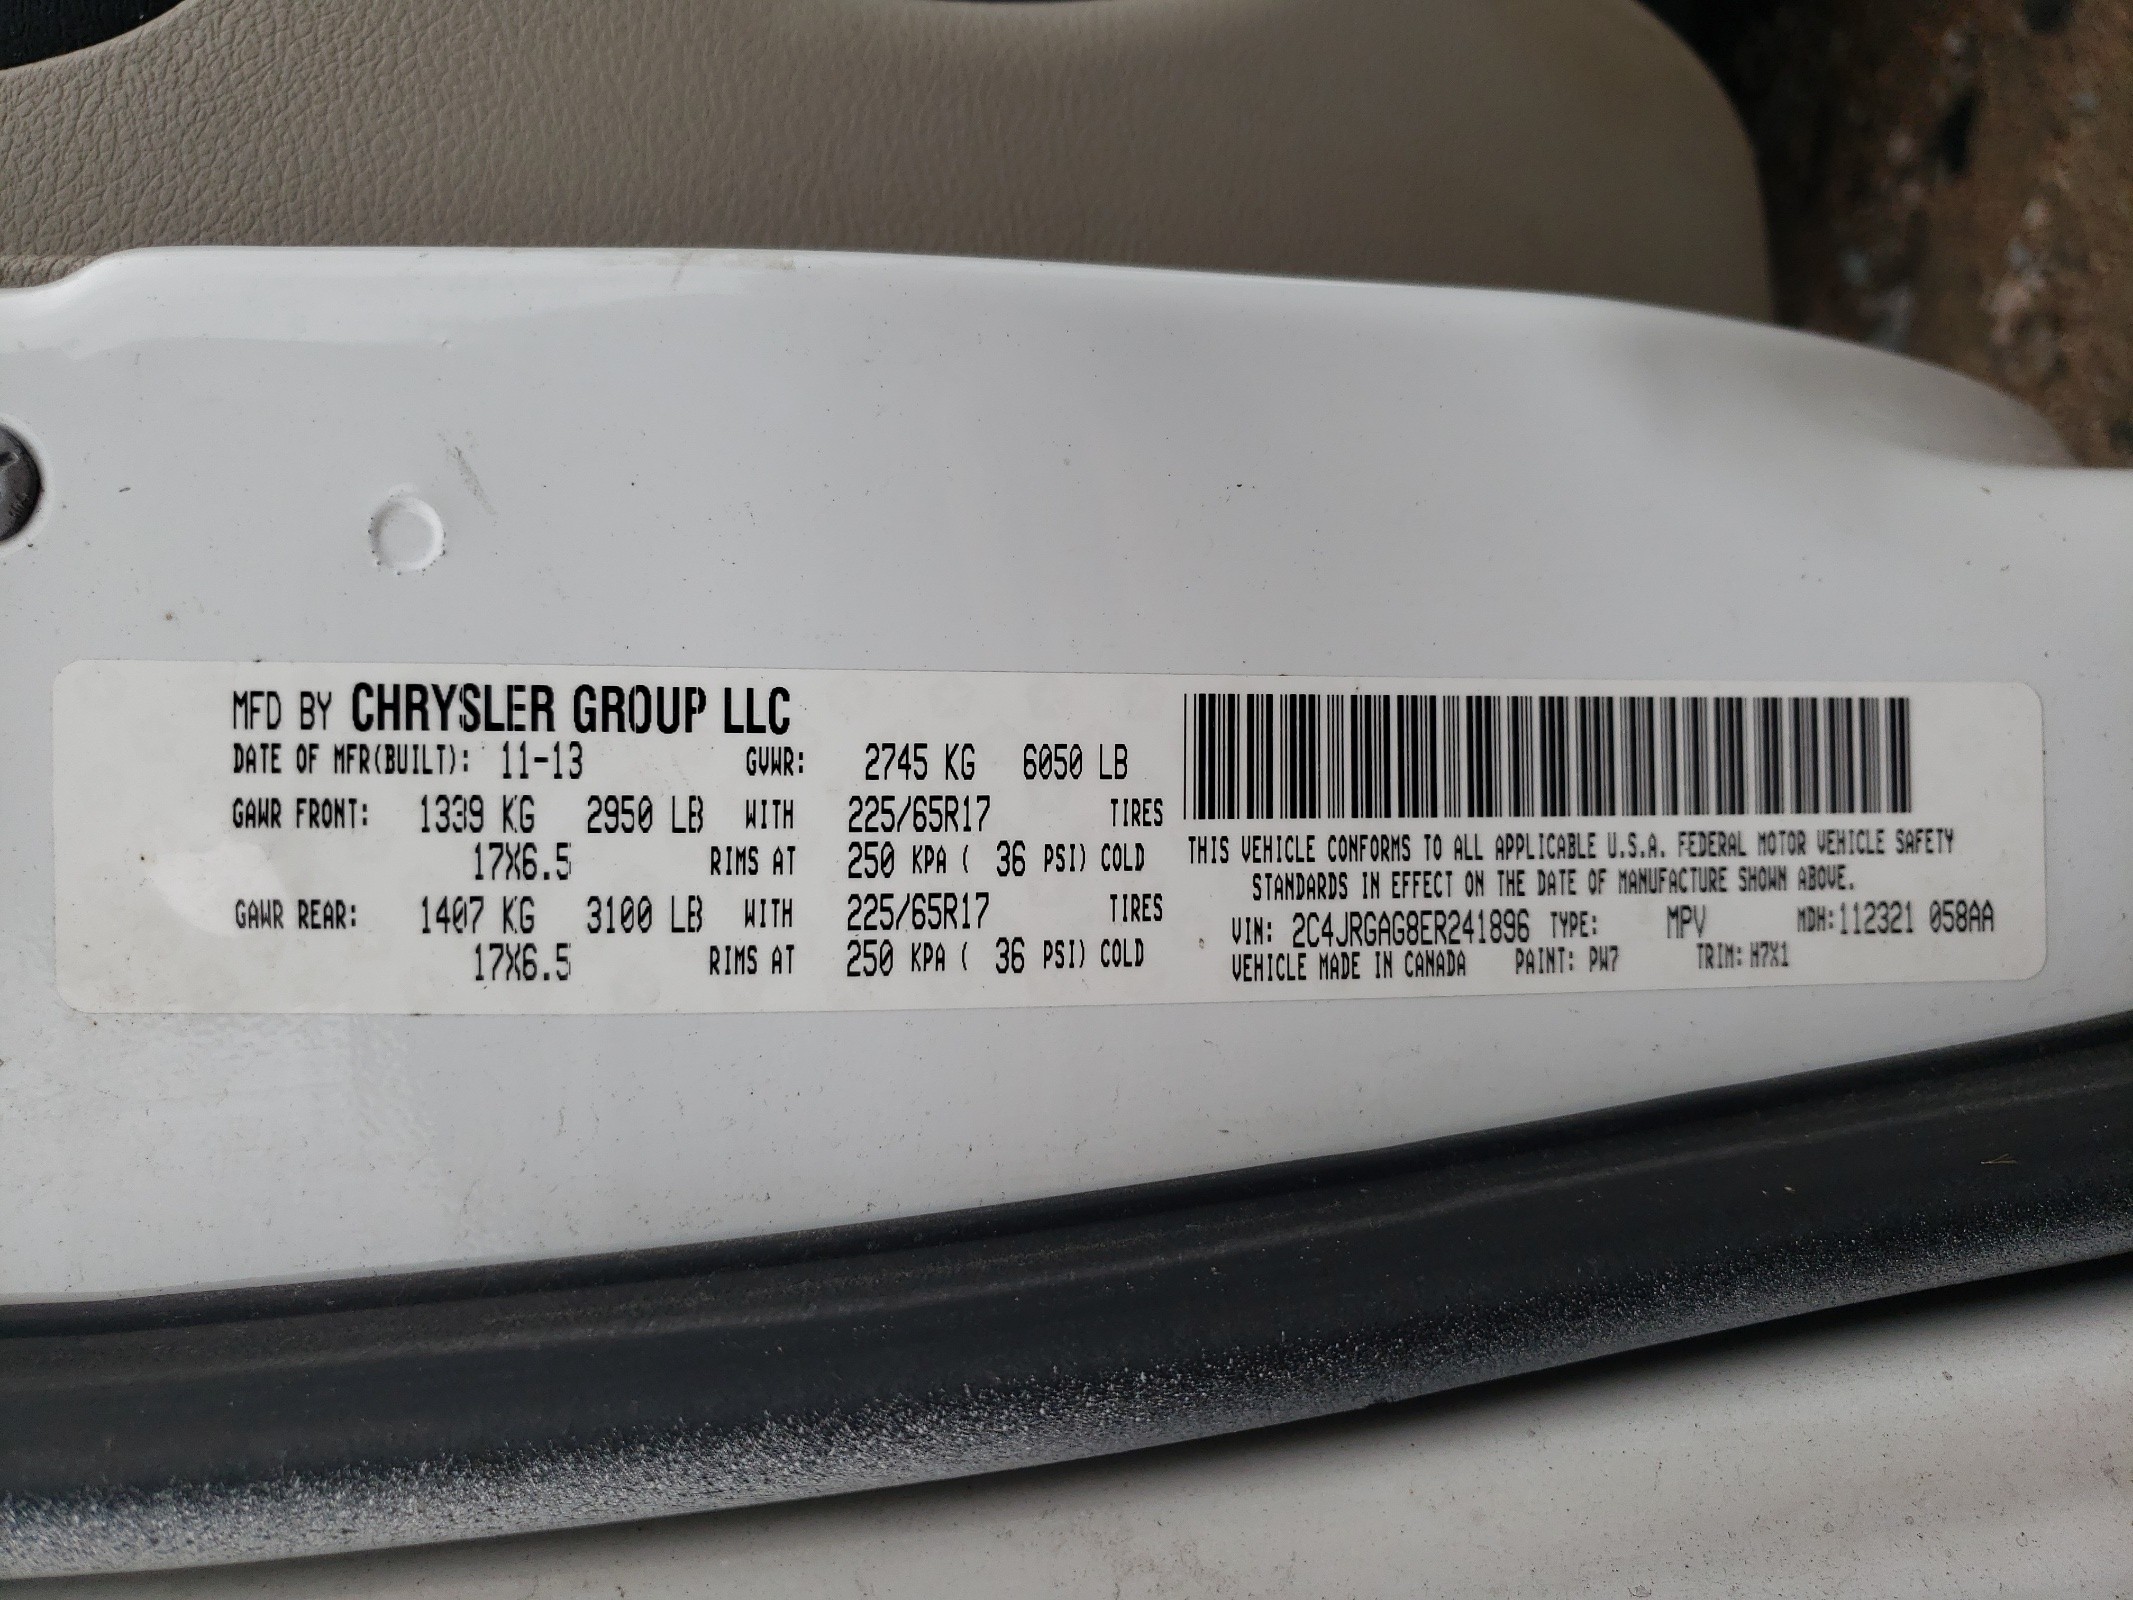 MFD BY CHRYSLER GROUP LLC
DATE OF MFR(BUILT): 11-13 GVWR: 2745 KG 6050 LB
GAWR FRONT: 1339 KG 2950 LB WITH 225/65R17 TIRES
17X6.5 RIMS AT 250 KPA ( 36 PSI) COLD
GAWR REAR: 1407 KG 3100 LB WITH 225/65R17 TIRES
17X6.5 RIMS AT 250 KPA ( 36 PSI) COLD
THIS VEHICLE CONFORMS TO ALL APPLICABLE U.S.A. FEDERAL MOTOR VEHICLE SAFETY
STANDARDS IN EFFECT ON THE DATE OF MANUFACTURE SHOWN ABOVE.
VIN: 2C4JRGAG8ER241896 TYPE: MPV MDH:112321 058AA
VEHICLE MADE IN CANADA PAINT: PW7 TRIM: H7X1